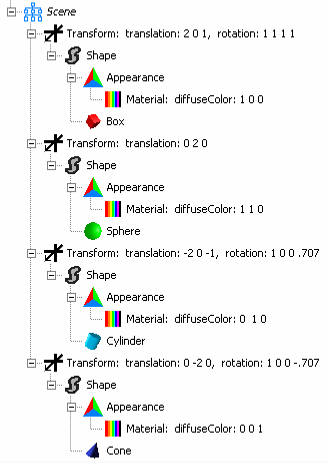 Scene
Transform: translation: 2 0 1, rotation: 1 1 1 1
Shape
Appearance
Material: diffuseColor: 1 0 0
Box
Transform: translation: 0 2 0
Shape
Appearance
Material: diffuseColor: 1 1 0
Sphere
Transform: translation: -2 0 -1, rotation: 1 0 0 .707
Shape
Appearance
Material: diffuseColor: 0 1 0
Cylinder
Transform: translation: 0 -2 0, rotation: 1 0 0 -.707
Shape
Appearance
Material: diffuseColor: 0 0 1
Cone